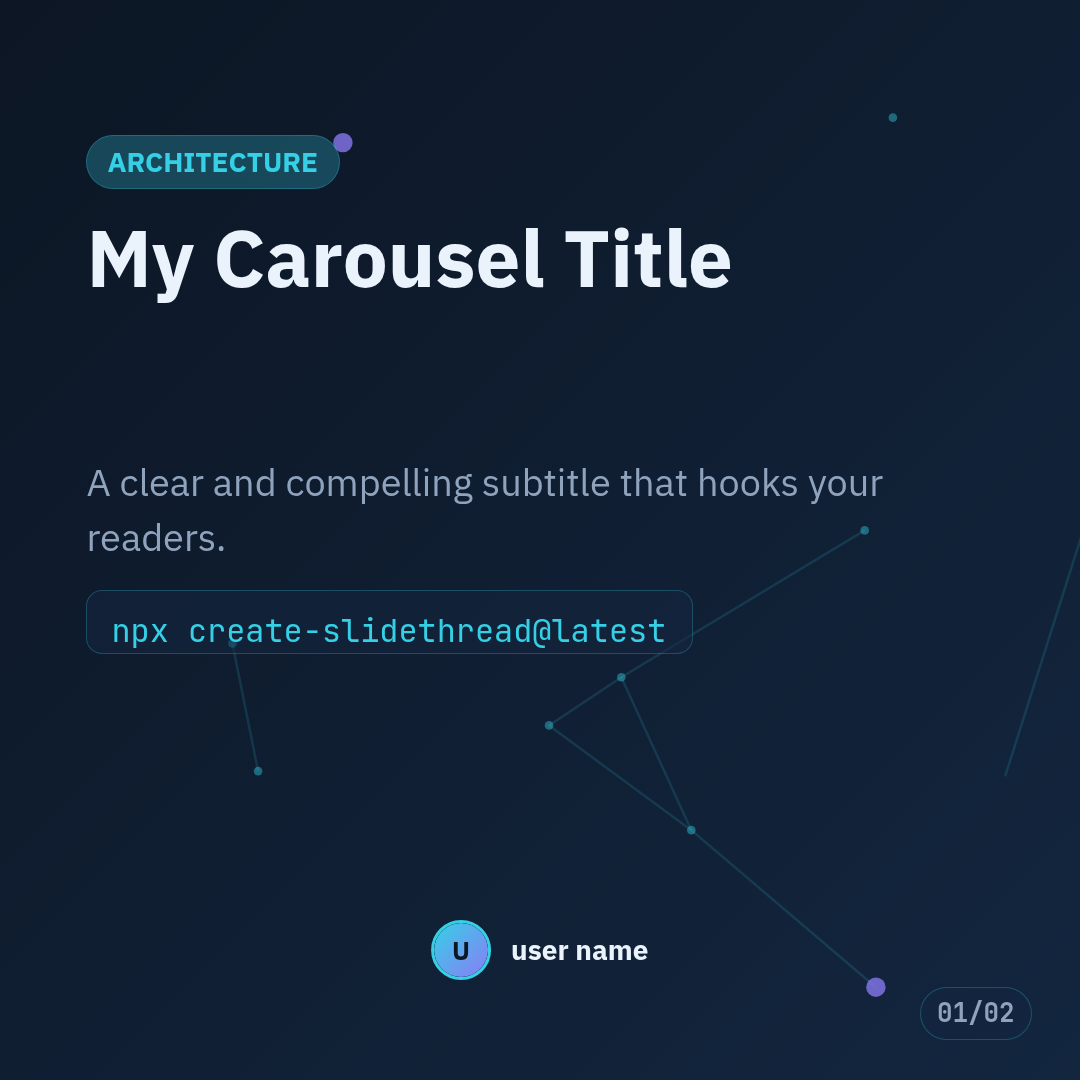 ARCHITECTURE
My Carousel Title
A clear and compelling subtitle that hooks your
readers.
npx create-slidethread@latest
U
user name
01/02